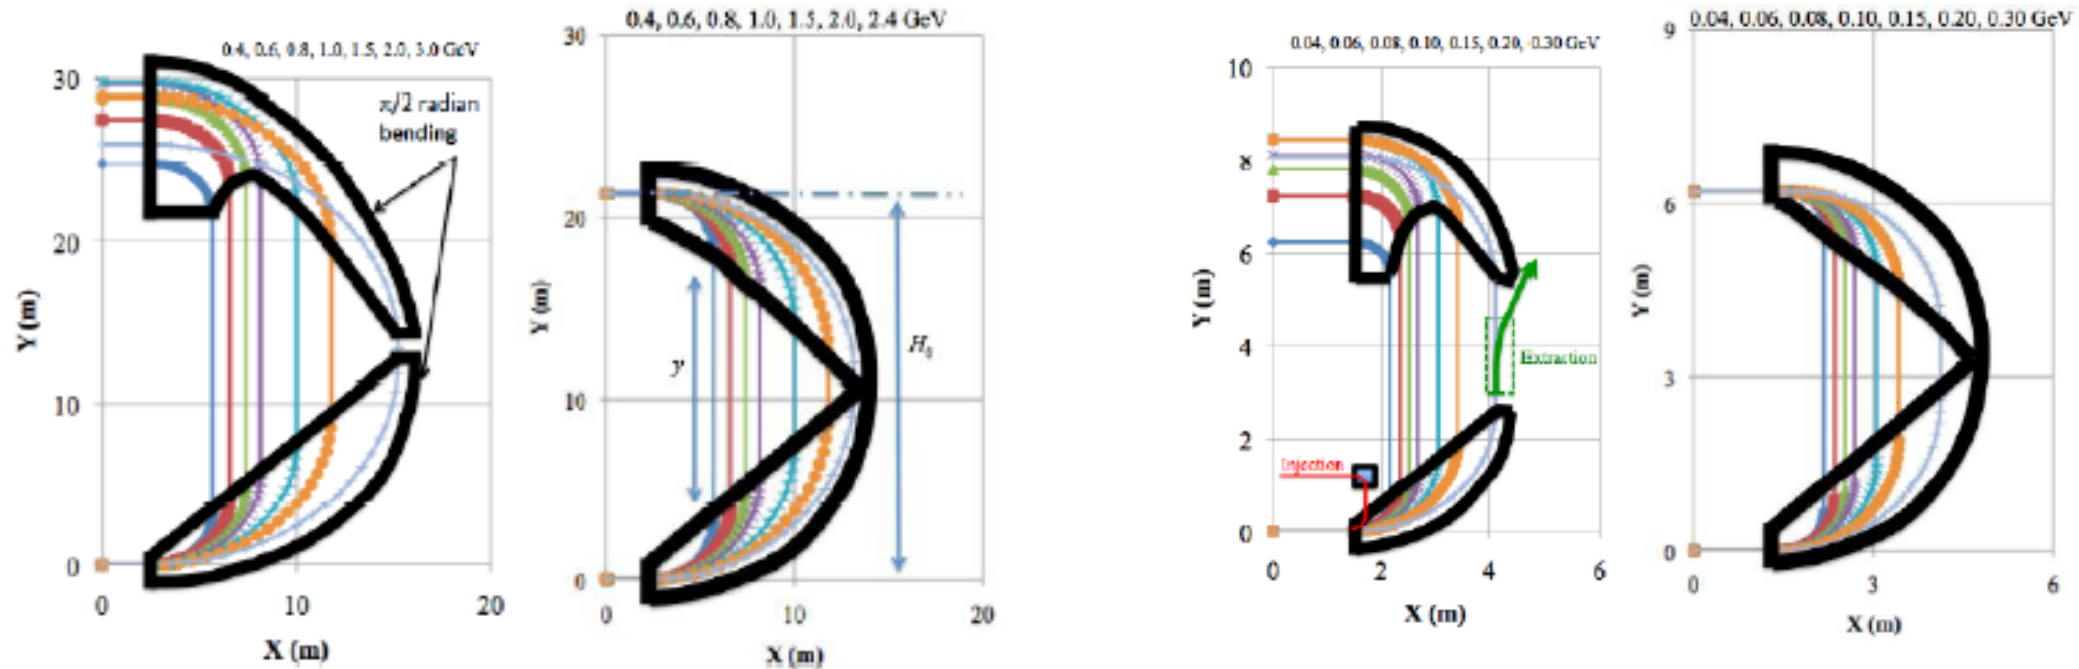 0.4, 0.6, 0.8, 1.0, 1.5, 2.0, 3.0 GeV
30
20
10
0
0
10
20
Y (m)
X (m)
π/2 radian
bending
0.4, 0.6, 0.8, 1.0, 1.5, 2.0, 2.4 GeV
30
20
10
0
0
10
20
Y (m)
X (m)
y
H₀
0.04, 0.06, 0.08, 0.10, 0.15, 0.20, 0.30 GeV
10
8
6
4
2
0
0
2
4
6
Y (m)
X (m)
Injection
Extraction
0.04, 0.06, 0.08, 0.10, 0.15, 0.20, 0.30 GeV
9
6
3
0
0
3
6
Y (m)
X (m)